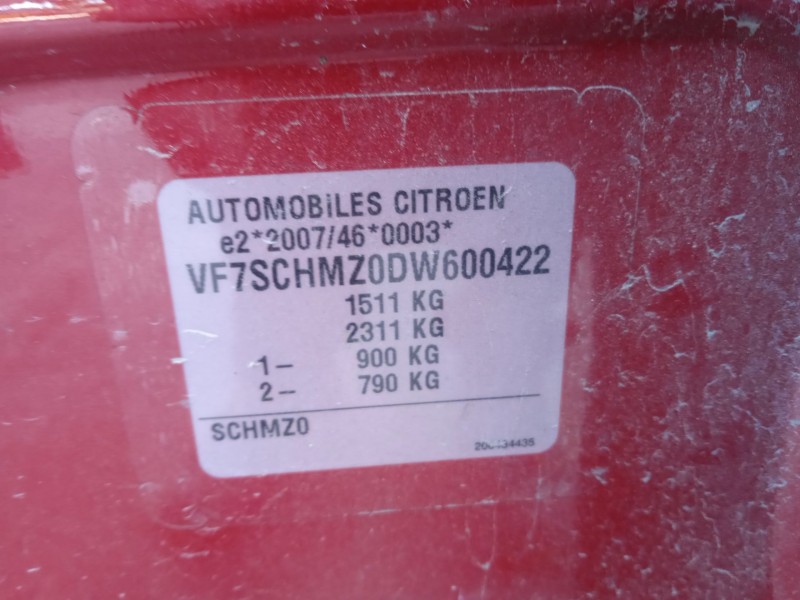 AUTOMOBILES CITROEN
e2*2007/46*0003*
VF7SCHMZ0DW600422
1511 KG
2311 KG
1- 900 KG
2- 790 KG
SCHMZ0